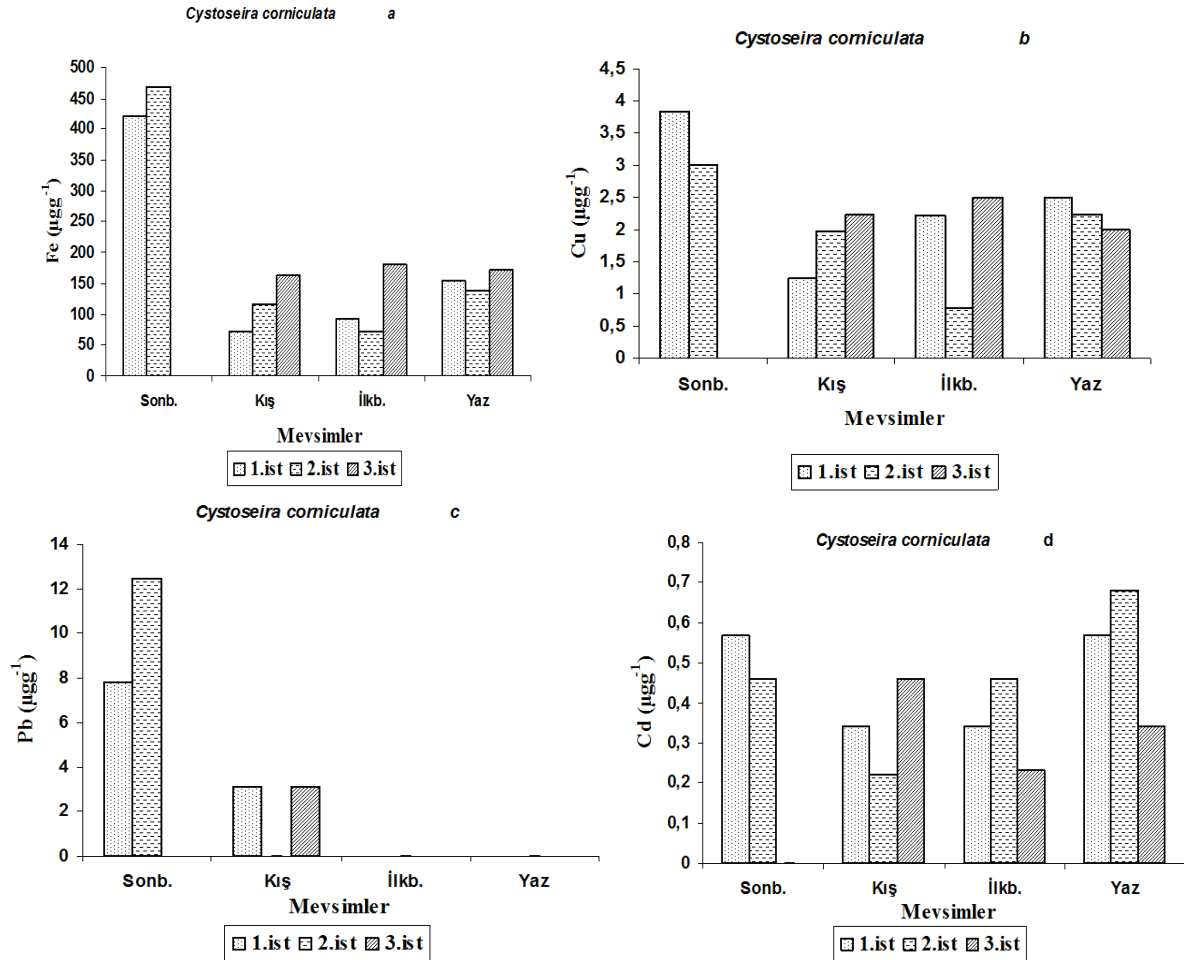 Cystoseira corniculata a
Fe (µgg-1)
500
450
400
350
300
250
200
150
100
50
0
Sonb. Kış İlkb. Yaz
Mevsimler
1.ist 2.ist 3.ist
Cystoseira corniculata b
Cu (µgg-1)
4,5
4
3,5
3
2,5
2
1,5
1
0,5
0
Sonb. Kış İlkb. Yaz
Mevsimler
1.ist 2.ist 3.ist
Cystoseira corniculata c
Pb (µgg-1)
14
12
10
8
6
4
2
0
Sonb. Kış İlkb. Yaz
Mevsimler
1.ist 2.ist 3.ist
Cystoseira corniculata d
Cd (µgg-1)
0,8
0,7
0,6
0,5
0,4
0,3
0,2
0,1
0
Sonb. Kış İlkb. Yaz
Mevsimler
1.ist 2.ist 3.ist